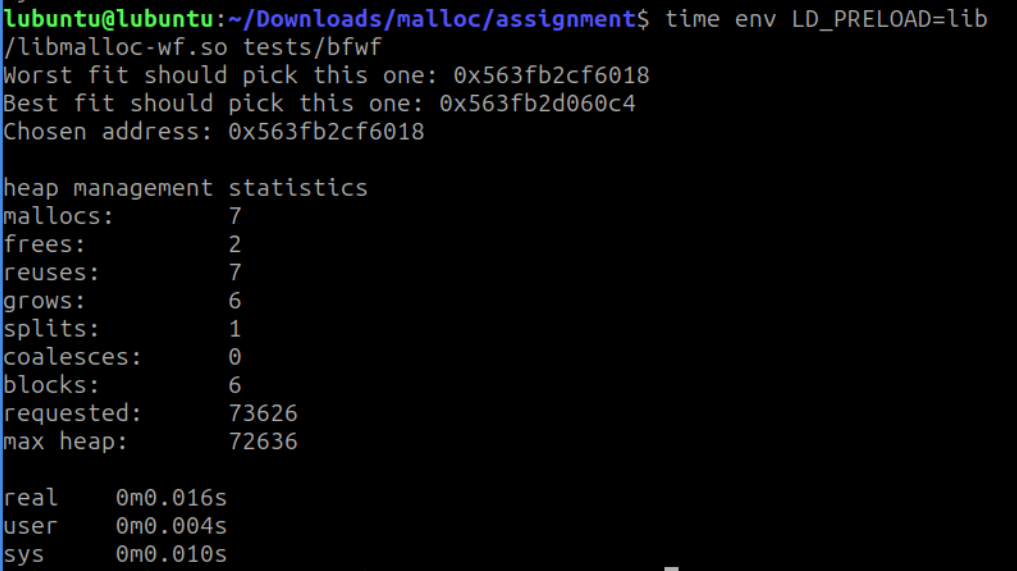 lubuntu@lubuntu:~/Downloads/malloc/assignment$ time env LD_PRELOAD=lib
/libmalloc-wf.so tests/bfwf
Worst fit should pick this one: 0x563fb2cf6018
Best fit should pick this one: 0x563fb2d060c4
Chosen address: 0x563fb2cf6018

heap management statistics
mallocs:        7
frees:          2
reuses:         7
grows:          6
splits:         1
coalesces:      0
blocks:         6
requested:      73626
max heap:       72636

real    0m0.016s
user    0m0.004s
sys     0m0.010s